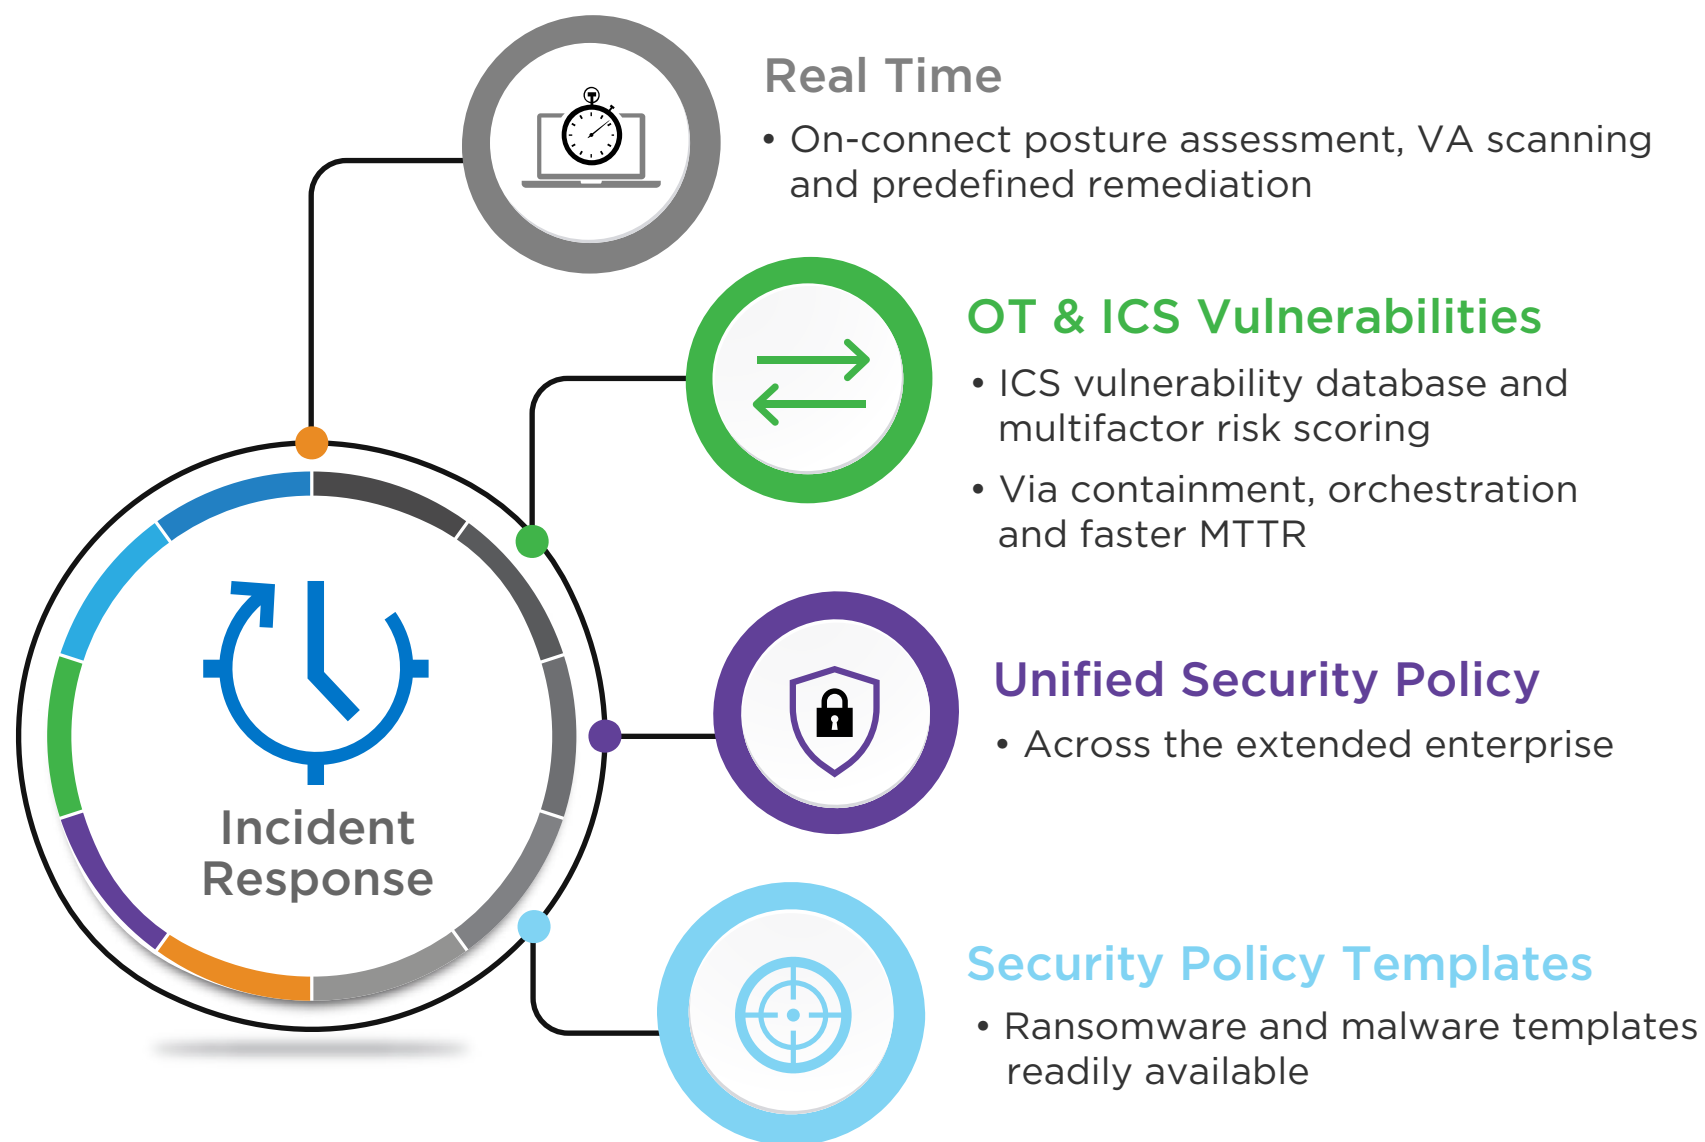 Real Time
• On-connect posture assessment, VA scanning
and predefined remediation
OT & ICS Vulnerabilities
• ICS vulnerability database and
multifactor risk scoring
• Via containment, orchestration
and faster MTTR
Incident
Response
Unified Security Policy
• Across the extended enterprise
Security Policy Templates
• Ransomware and malware templates
readily available